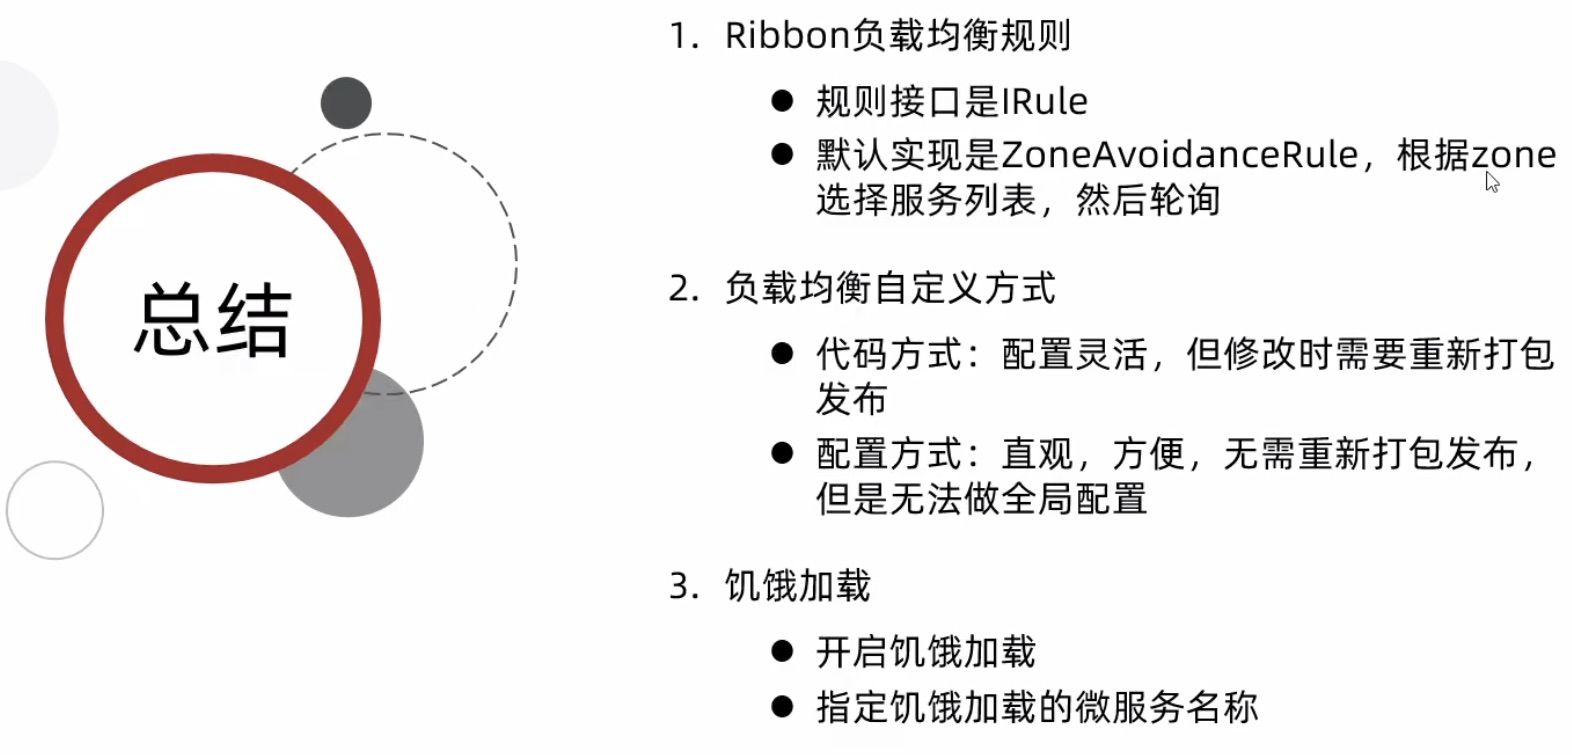 总结
1. Ribbon负载均衡规则
● 规则接口是IRule
● 默认实现是ZoneAvoidanceRule，根据zone
选择服务列表，然后轮询
2. 负载均衡自定义方式
● 代码方式：配置灵活，但修改时需要重新打包
发布
● 配置方式：直观，方便，无需重新打包发布，
但是无法做全局配置
3. 饥饿加载
● 开启饥饿加载
● 指定饥饿加载的微服务名称